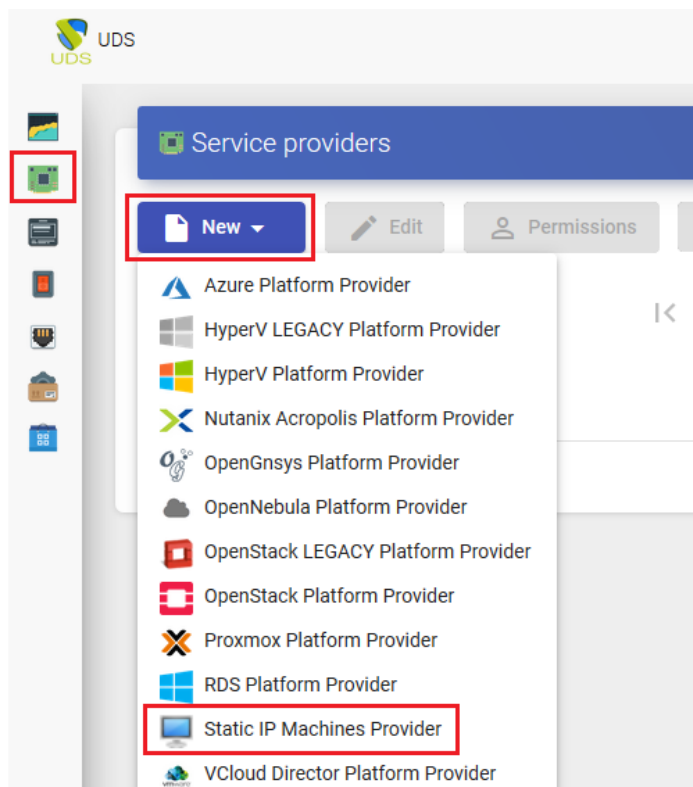 UDS
UDS
Service providers
New
Edit
Permissions
Azure Platform Provider
HyperV LEGACY Platform Provider
HyperV Platform Provider
Nutanix Acropolis Platform Provider
OpenGnsys Platform Provider
OpenNebula Platform Provider
OpenStack LEGACY Platform Provider
OpenStack Platform Provider
Proxmox Platform Provider
RDS Platform Provider
Static IP Machines Provider
VCloud Director Platform Provider
vmware